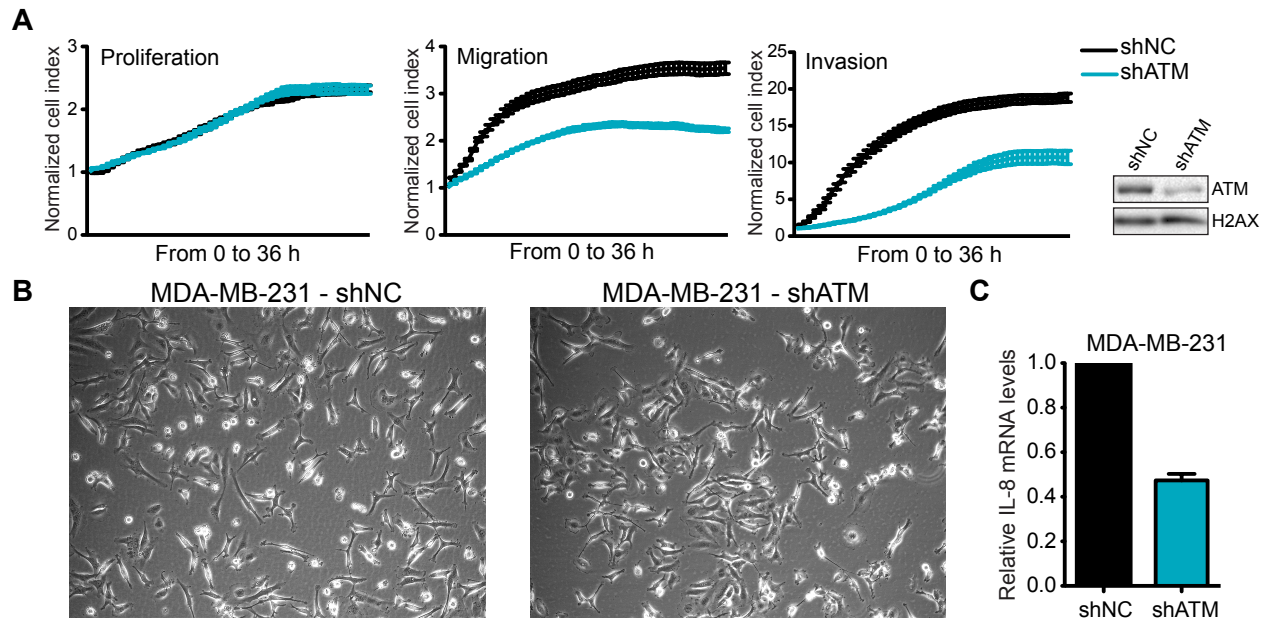 A
Proliferation
Normalized cell index
3
2
1
0
From 0 to 36 h
Migration
Normalized cell index
4
3
2
1
0
From 0 to 36 h
Invasion
Normalized cell index
25
20
15
10
5
0
From 0 to 36 h
shNC
shATM
shNC
shATM
ATM
H2AX
B
MDA-MB-231 - shNC
MDA-MB-231 - shATM
C
MDA-MB-231
Relative IL-8 mRNA levels
1.0
0.8
0.6
0.4
0.2
0.0
shNC
shATM